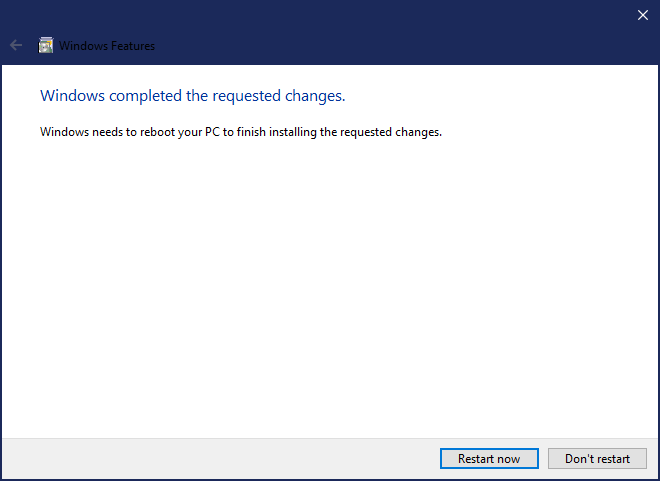 Windows Features
Windows completed the requested changes.
Windows needs to reboot your PC to finish installing the requested changes.
Restart now
Don't restart